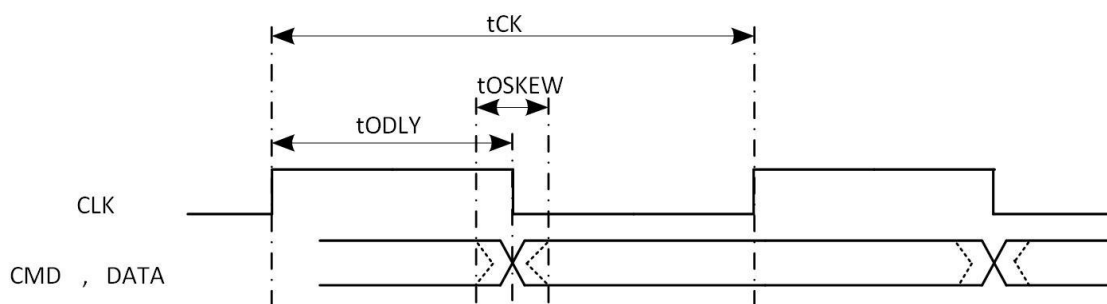 tCK
tOSKEW
tODLY
CLK
CMD , DATA